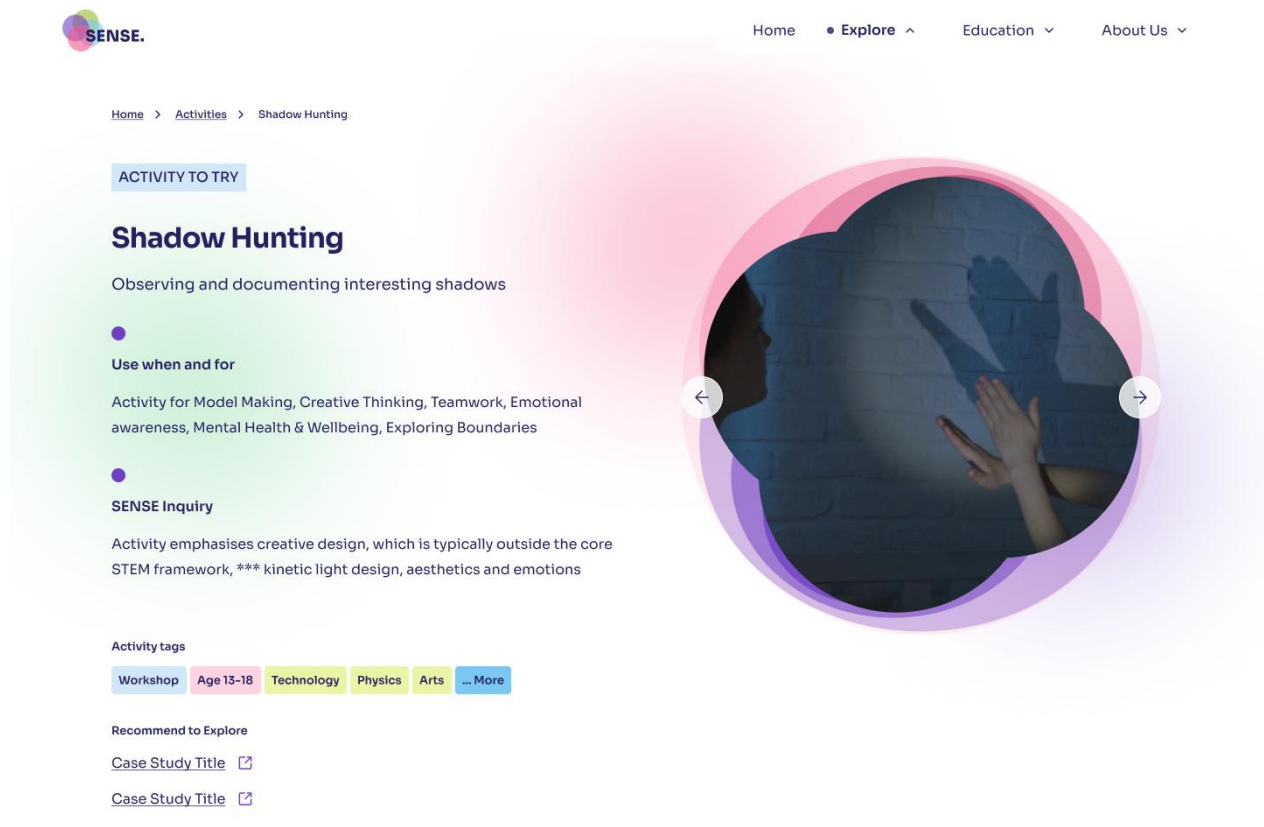 SENSE.
Home Explore Education About Us
Home > Activities > Shadow Hunting
ACTIVITY TO TRY
Shadow Hunting
Observing and documenting interesting shadows
Use when and for
Activity for Model Making, Creative Thinking, Teamwork, Emotional
awareness, Mental Health & Wellbeing, Exploring Boundaries
SENSE Inquiry
Activity emphasises creative design, which is typically outside the core
STEM framework, *** kinetic light design, aesthetics and emotions
Activity tags
Workshop Age 13-18 Technology Physics Arts ... More
Recommend to Explore
Case Study Title
Case Study Title